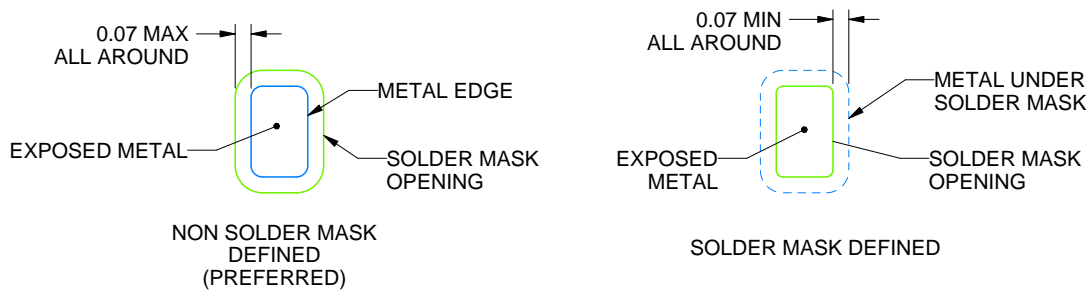 0.07 MAX
ALL AROUND
METAL EDGE
EXPOSED METAL
SOLDER MASK
OPENING
NON SOLDER MASK
DEFINED
(PREFERRED)
0.07 MIN
ALL AROUND
METAL UNDER
SOLDER MASK
EXPOSED
METAL
SOLDER MASK
OPENING
SOLDER MASK DEFINED